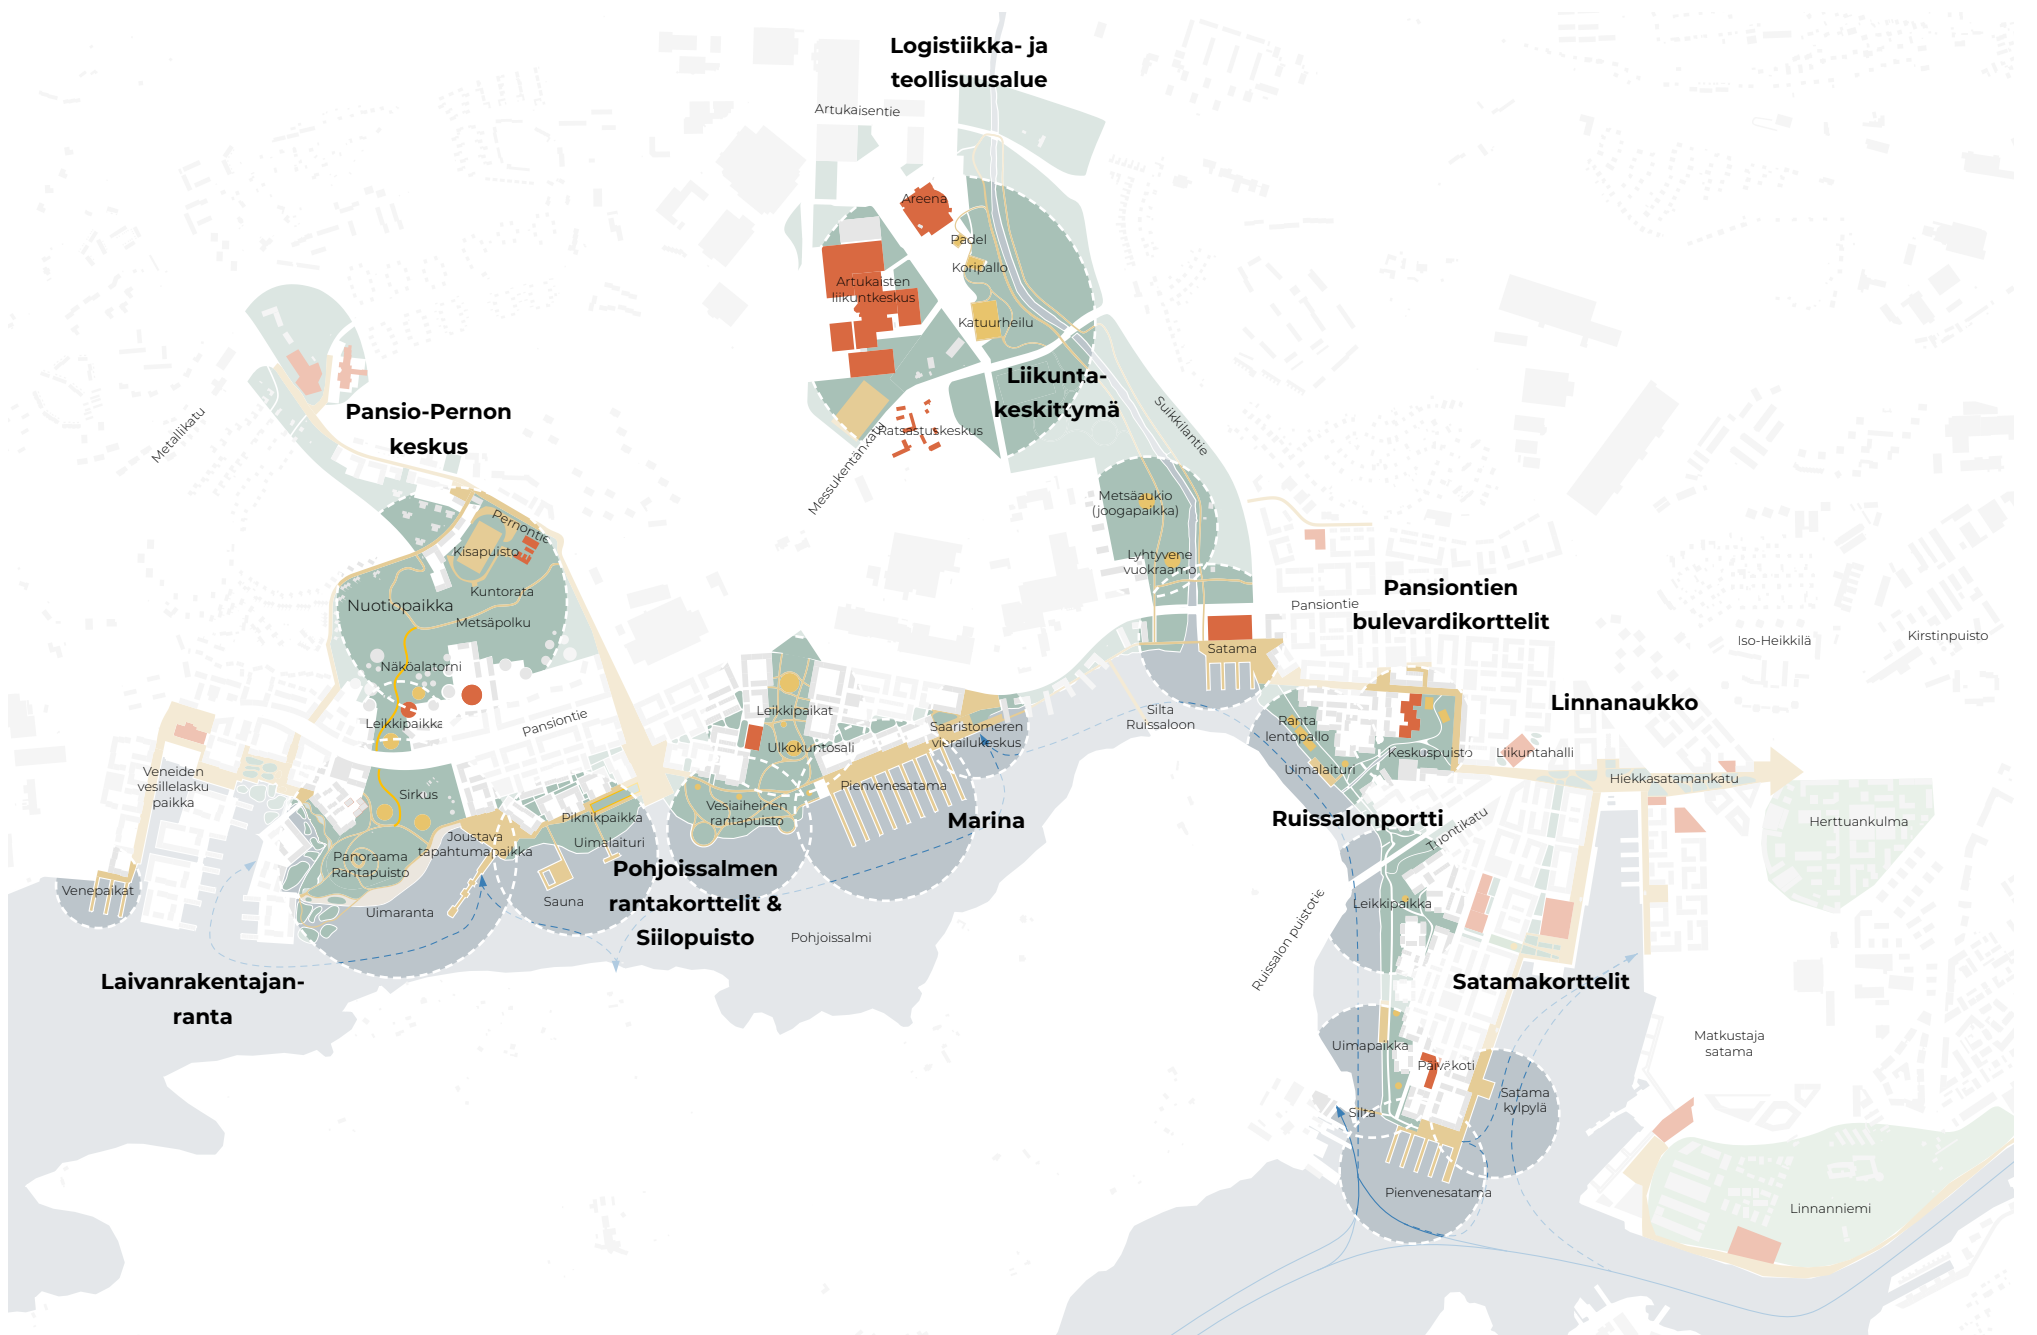 Logistiikka- ja
teollisuusalue
Artukaisentie
Areena
Padel
Koripallo
Artukaisten
liikuntkeskus
Katuurheilu
Liikunta-
keskittymä
Ratsastuskeskus
Messukentänkatu
Suikkilantie
Metallikatu
Pansio-Pernon
keskus
Pernontie
Kisapuisto
Kuntorata
Nuotiopaikka
Metsäpolku
Näköalatorni
Leikkipaikka
Pansiontie
Metsäaukio
(joogapaikka)
Lyhtyvene
vuokraamo
Pansiontie
Pansiontien
bulevardikorttelit
Iso-Heikkilä
Kirstinpuisto
Satama
Silta
Ruissaloon
Linnanaukko
Ranta
lentopallo
Uimalaituri
Keskuspuisto
Liikuntahalli
Hiekkasatamankatu
Herttuankulma
Leikkipaikat
Ulkokuntosali
Saaristomeren
vierailukeskus
Pienvenesatama
Marina
Veneiden
vesillelasku
paikka
Sirkus
Joustava
tapahtumapaikka
Piknikpaikka
Uimalaituri
Vesiaiheinen
rantapuisto
Panoraama
Rantapuisto
Venepaikat
Uimaranta
Sauna
Pohjoissalmen
rantakorttelit &
Siilopuisto
Pohjoissalmi
Laivanrakentajan-
ranta
Ruissalonportti
Tuontikatu
Leikkipaikka
Ruissalon puistotie
Satamakorttelit
Matkustaja
satama
Uimapaikka
Päiväkoti
Satama
kylpylä
Silta
Pienvenesatama
Linnanniemi